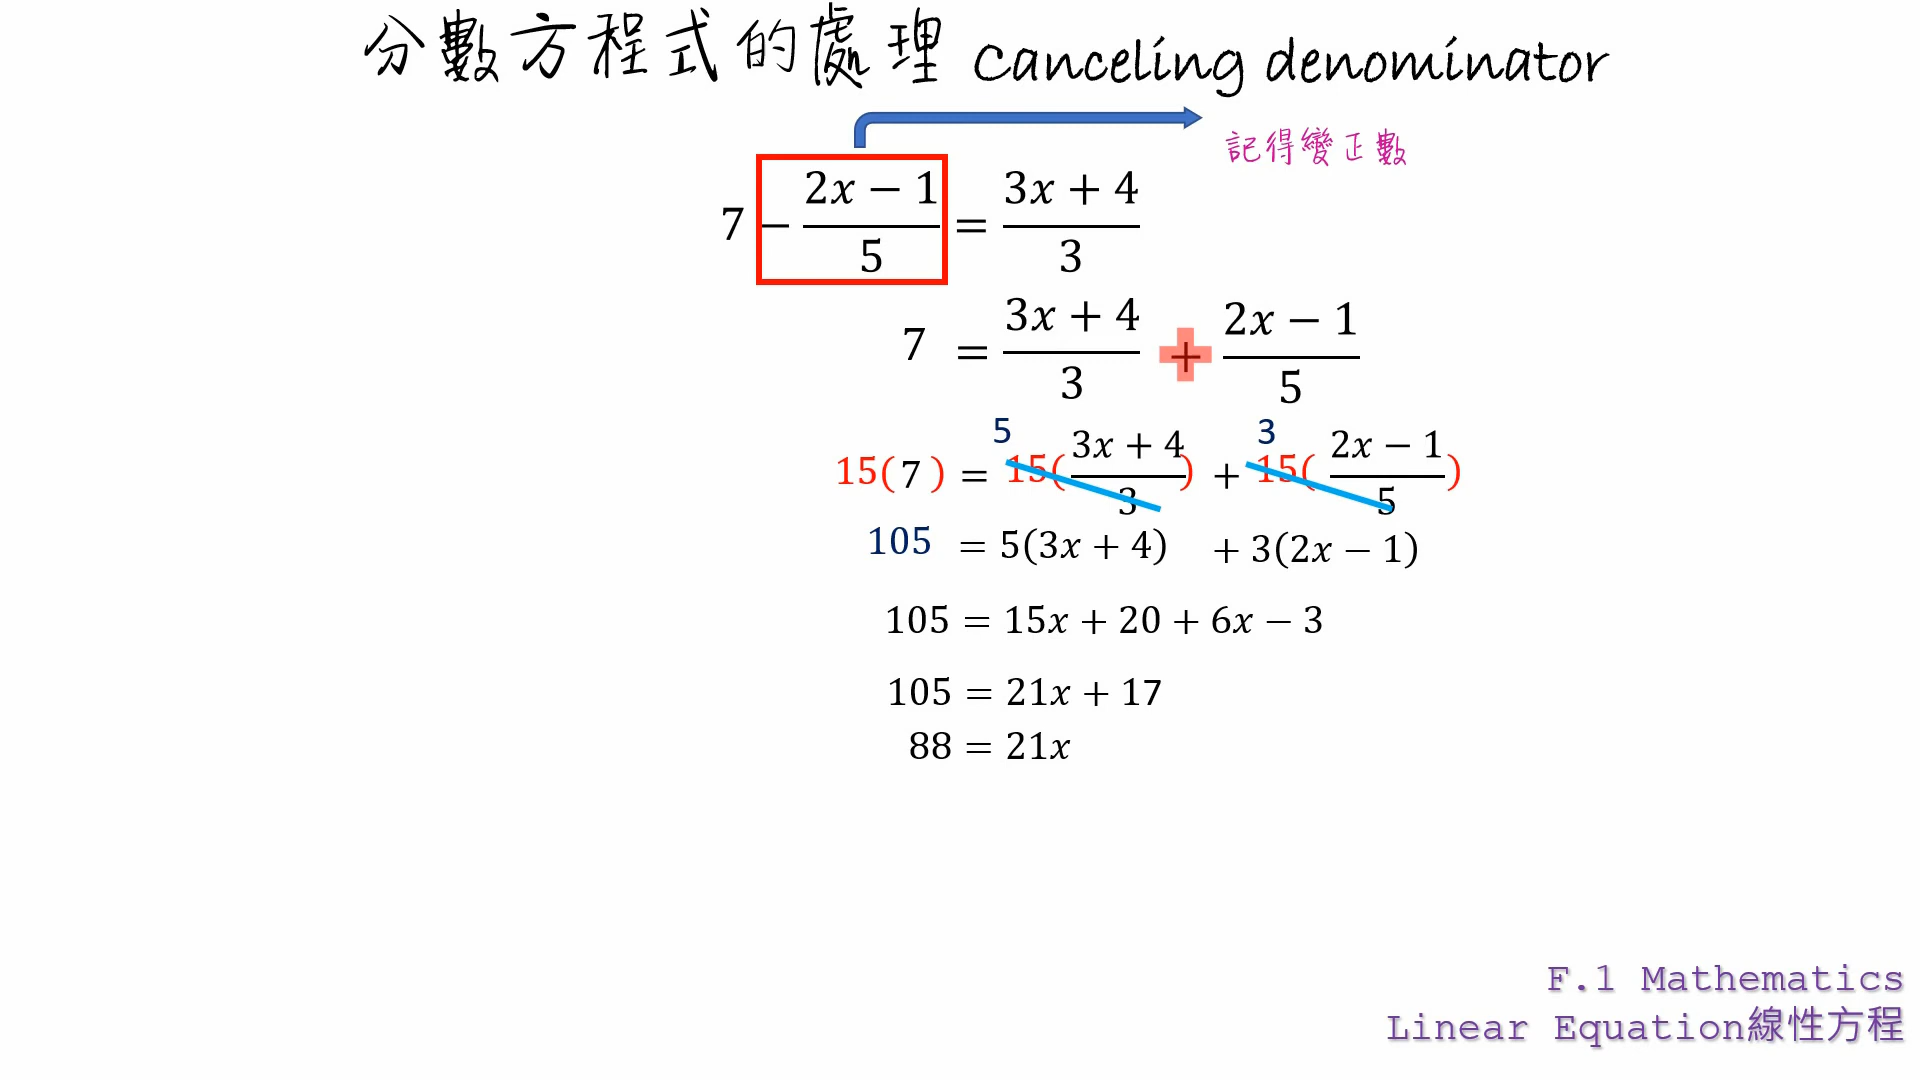 分數方程式的處理 Canceling denominator
記得變正數
7 − (2x − 1)/5 = (3x + 4)/3
7 = (3x + 4)/3 + (2x − 1)/5
5 3
15(7) = 15((3x + 4)/3) + 15((2x − 1)/5)
105 = 5(3x + 4) + 3(2x − 1)
105 = 15x + 20 + 6x − 3
105 = 21x + 17
88 = 21x
F.1 Mathematics
Linear Equation線性方程